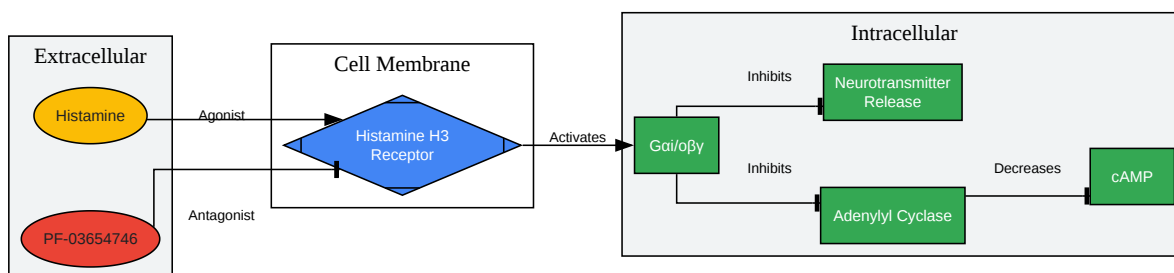 Extracellular
Histamine
PF-03654746
Agonist
Antagonist
Cell Membrane
Histamine H3
Receptor
Activates
Intracellular
Gαi/oβγ
Inhibits
Neurotransmitter
Release
Inhibits
Adenylyl Cyclase
Decreases
cAMP